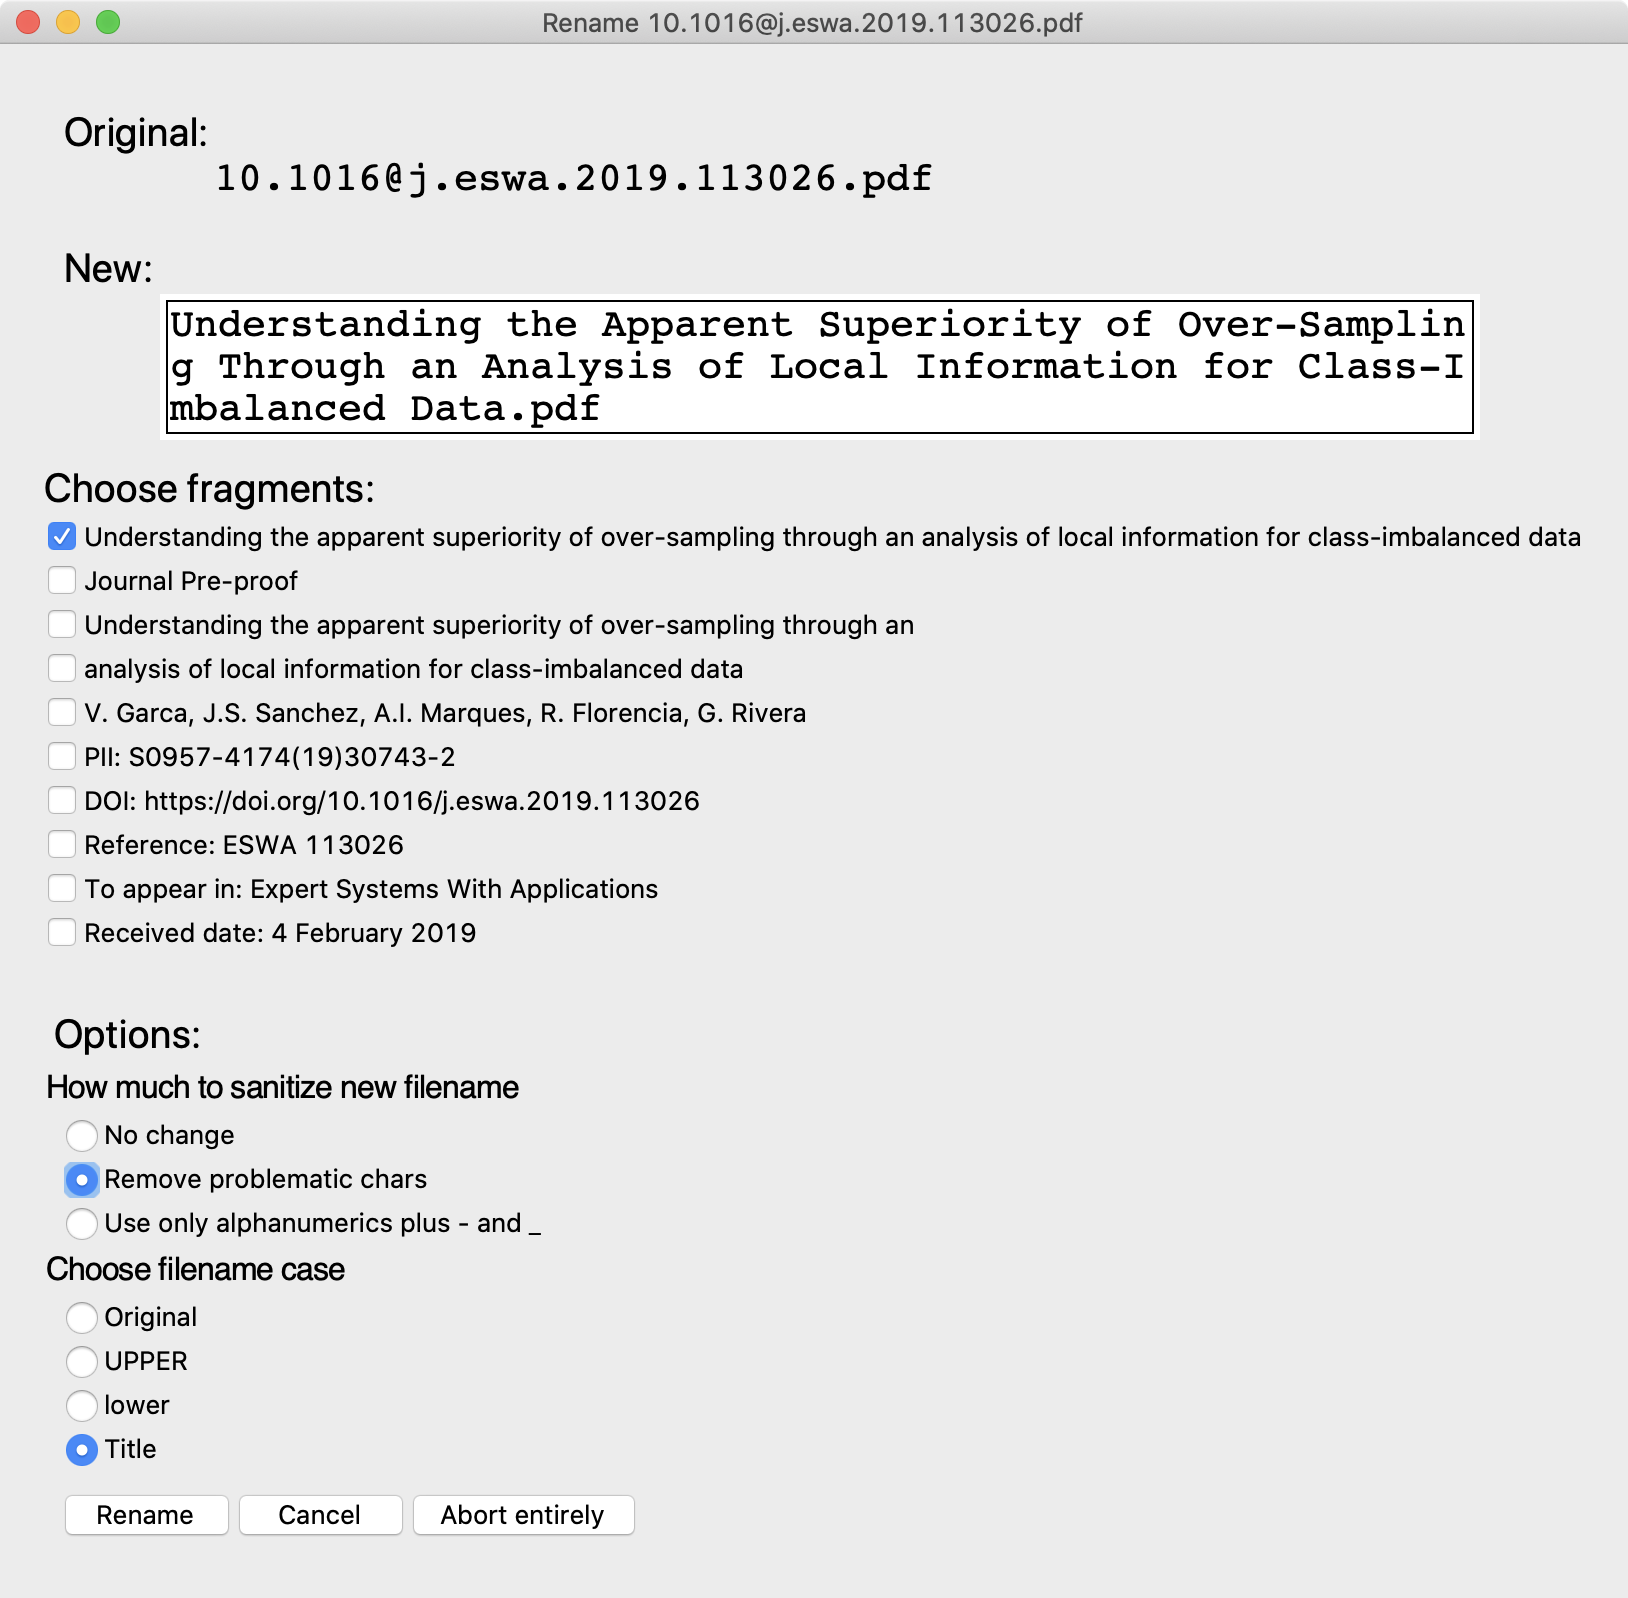 Rename 10.1016@j.eswa.2019.113026.pdf
Original:
10.1016@j.eswa.2019.113026.pdf
New:
Understanding the Apparent Superiority of Over-Samplin
g Through an Analysis of Local Information for Class-I
mbalanced Data.pdf
Choose fragments:
Understanding the apparent superiority of over-sampling through an analysis of local information for class-imbalanced data
Journal Pre-proof
Understanding the apparent superiority of over-sampling through an
analysis of local information for class-imbalanced data
V. Garca, J.S. Sanchez, A.I. Marques, R. Florencia, G. Rivera
PII: S0957-4174(19)30743-2
DOI: https://doi.org/10.1016/j.eswa.2019.113026
Reference: ESWA 113026
To appear in: Expert Systems With Applications
Received date: 4 February 2019
Options:
How much to sanitize new filename
No change
Remove problematic chars
Use only alphanumerics plus - and _
Choose filename case
Original
UPPER
lower
Title
Rename Cancel Abort entirely